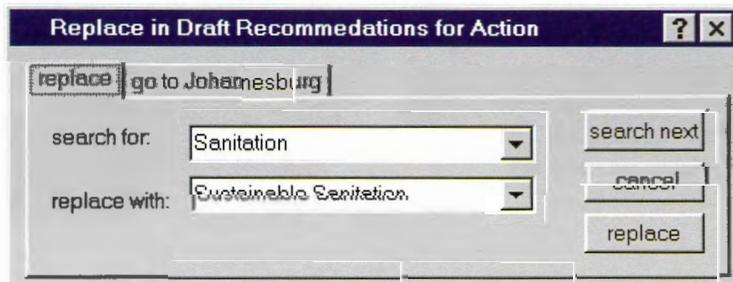 Replace in Draft Recommedations for Action ? ×
replace go to Johannesburg
search for: Sanitation search next
cancel
replace with: Sustainable Sanitation
replace